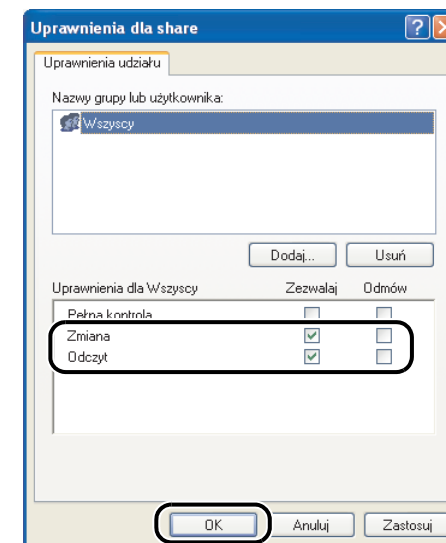 Uprawnienia dla share
Uprawnienia udziału
Nazwy grupy lub użytkownika:
Wszyscy
Dodaj... Usuń
Uprawnienia dla Wszyscy Zezwalaj Odmów
Pełna kontrola
Zmiana
Odczyt
OK Anuluj Zastosuj